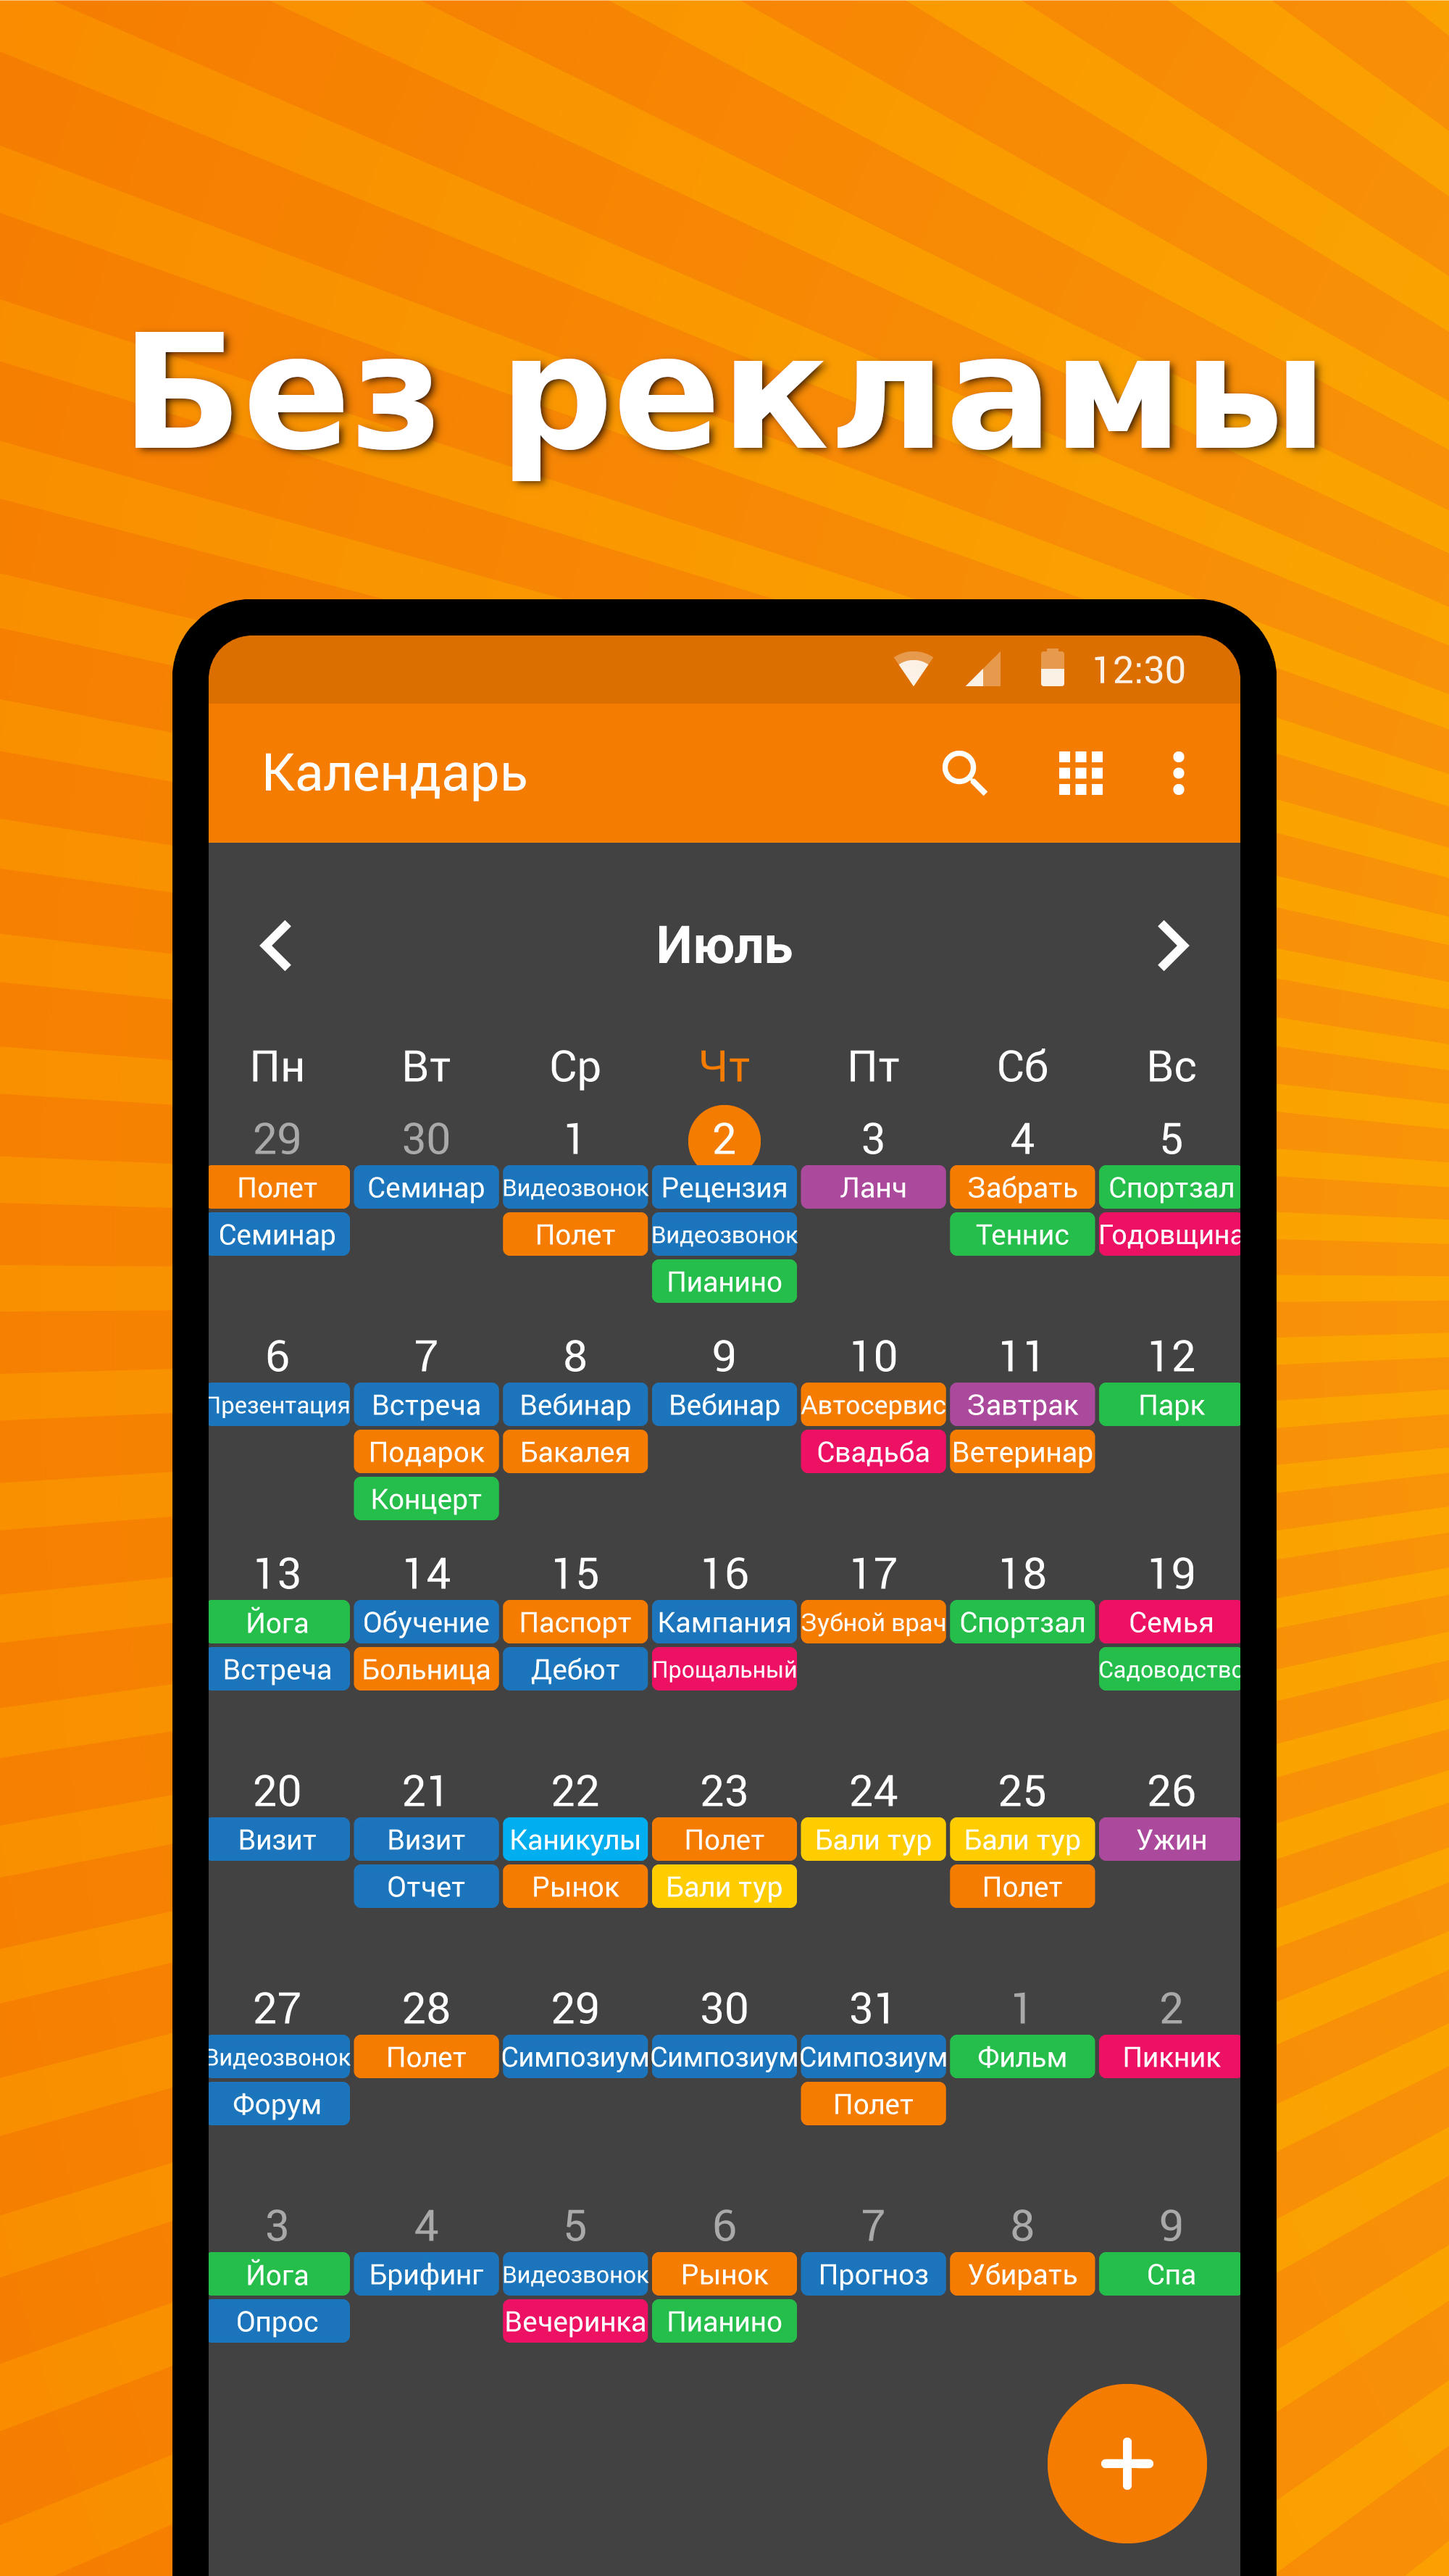 Без рекламы
12:30
Календарь
Июль
Пн Вт Ср Чт Пт Сб Вс
29 30 1 2 3 4 5
Полет Семинар Видеозвонок Рецензия Ланч Забрать Спортзал
Семинар Полет Видеозвонок Теннис Годовщина
Пианино
6 7 8 9 10 11 12
Презентация Встреча Вебинар Вебинар Автосервис Завтрак Парк
Подарок Бакалея Свадьба Ветеринар
Концерт
13 14 15 16 17 18 19
Йога Обучение Паспорт Кампания Зубной врач Спортзал Семья
Встреча Больница Дебют Прощальный Садоводство
20 21 22 23 24 25 26
Визит Визит Каникулы Полет Бали тур Бали тур Ужин
Отчет Рынок Бали тур Полет
27 28 29 30 31 1 2
Видеозвонок Полет Симпозиум Симпозиум Симпозиум Фильм Пикник
Форум Полет
3 4 5 6 7 8 9
Йога Брифинг Видеозвонок Рынок Прогноз Убирать Спа
Опрос Вечеринка Пианино